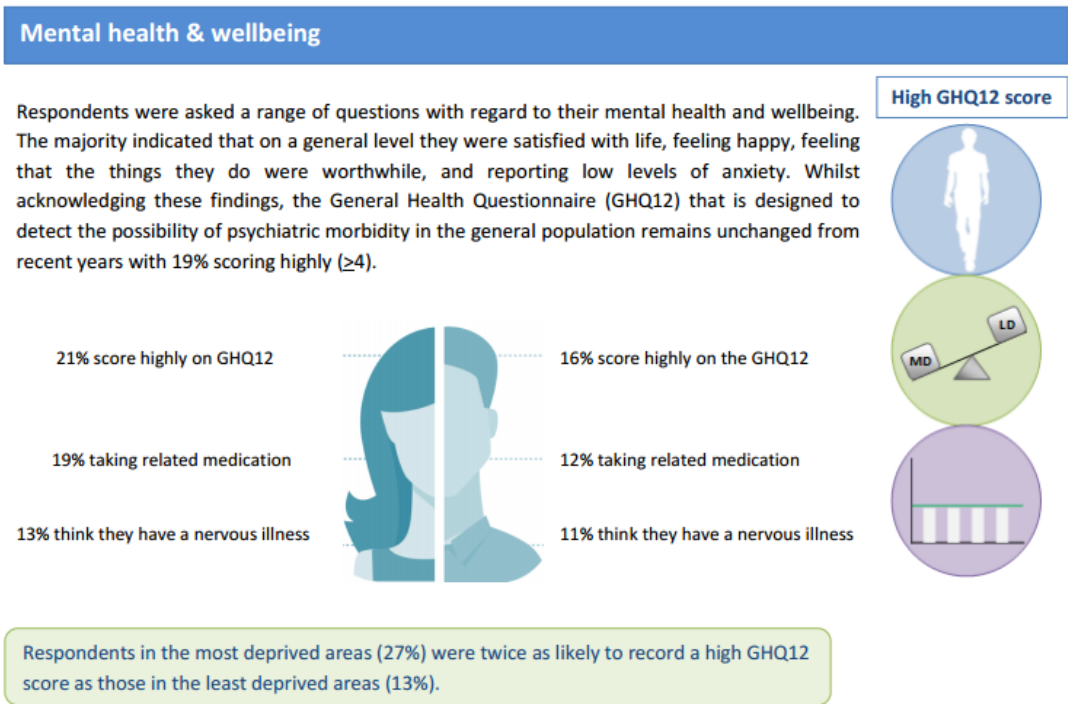 Mental health & wellbeing
High GHQ12 score
Respondents were asked a range of questions with regard to their mental health and wellbeing.
The majority indicated that on a general level they were satisfied with life, feeling happy, feeling
that the things they do were worthwhile, and reporting low levels of anxiety. Whilst
acknowledging these findings, the General Health Questionnaire (GHQ12) that is designed to
detect the possibility of psychiatric morbidity in the general population remains unchanged from
recent years with 19% scoring highly (≥4).
LD
MD
21% score highly on GHQ12
16% score highly on the GHQ12
19% taking related medication
12% taking related medication
13% think they have a nervous illness
11% think they have a nervous illness
Respondents in the most deprived areas (27%) were twice as likely to record a high GHQ12
score as those in the least deprived areas (13%).